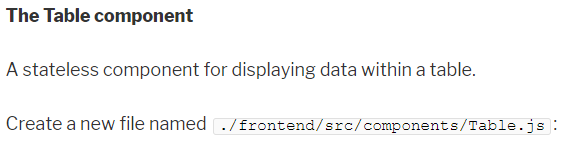 The Table component
A stateless component for displaying data within a table.
Create a new file named ./frontend/src/components/Table.js: